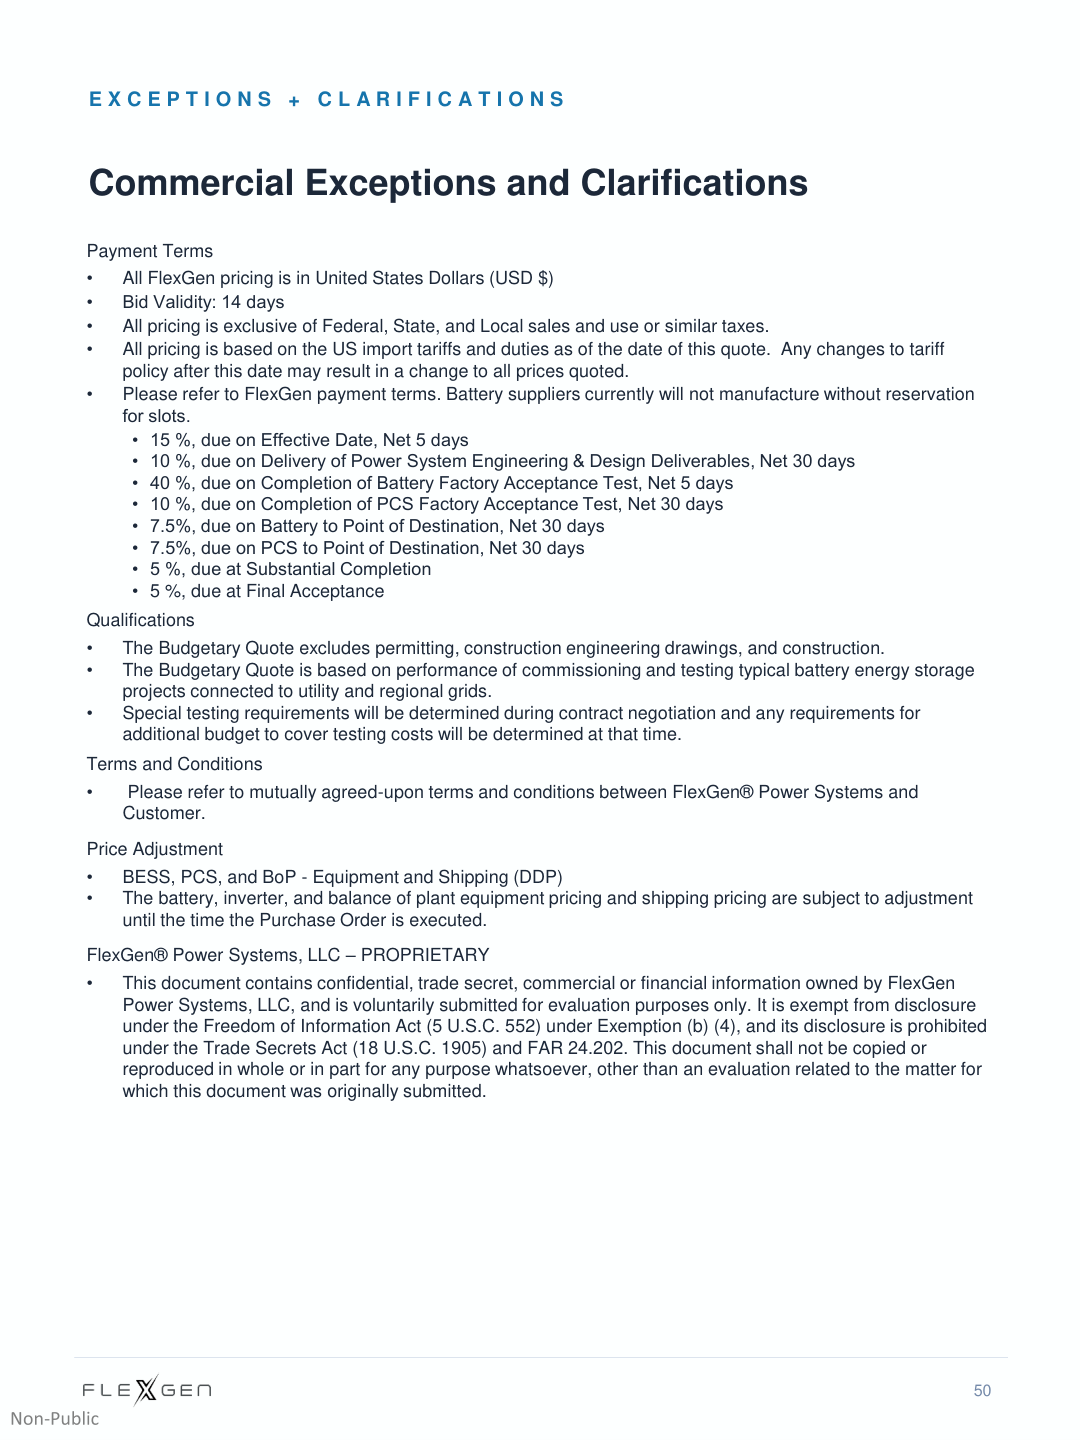 EXCEPTIONS + CLARIFICATIONS
Commercial Exceptions and Clarifications
Payment Terms
• All FlexGen pricing is in United States Dollars (USD $)
• Bid Validity: 14 days
• All pricing is exclusive of Federal, State, and Local sales and use or similar taxes.
• All pricing is based on the US import tariffs and duties as of the date of this quote.  Any changes to tariff
policy after this date may result in a change to all prices quoted.
• Please refer to FlexGen payment terms. Battery suppliers currently will not manufacture without reservation
for slots.
• 15 %, due on Effective Date, Net 5 days
• 10 %, due on Delivery of Power System Engineering & Design Deliverables, Net 30 days
• 40 %, due on Completion of Battery Factory Acceptance Test, Net 5 days
• 10 %, due on Completion of PCS Factory Acceptance Test, Net 30 days
• 7.5%, due on Battery to Point of Destination, Net 30 days
• 7.5%, due on PCS to Point of Destination, Net 30 days
• 5 %, due at Substantial Completion
• 5 %, due at Final Acceptance
Qualifications
• The Budgetary Quote excludes permitting, construction engineering drawings, and construction.
• The Budgetary Quote is based on performance of commissioning and testing typical battery energy storage
projects connected to utility and regional grids.
• Special testing requirements will be determined during contract negotiation and any requirements for
additional budget to cover testing costs will be determined at that time.
Terms and Conditions
• Please refer to mutually agreed-upon terms and conditions between FlexGen® Power Systems and
Customer.
Price Adjustment
• BESS, PCS, and BoP - Equipment and Shipping (DDP)
• The battery, inverter, and balance of plant equipment pricing and shipping pricing are subject to adjustment
until the time the Purchase Order is executed.
FlexGen® Power Systems, LLC – PROPRIETARY
• This document contains confidential, trade secret, commercial or financial information owned by FlexGen
Power Systems, LLC, and is voluntarily submitted for evaluation purposes only. It is exempt from disclosure
under the Freedom of Information Act (5 U.S.C. 552) under Exemption (b) (4), and its disclosure is prohibited
under the Trade Secrets Act (18 U.S.C. 1905) and FAR 24.202. This document shall not be copied or
reproduced in whole or in part for any purpose whatsoever, other than an evaluation related to the matter for
which this document was originally submitted.
FLEXGEN
50
Non-Public